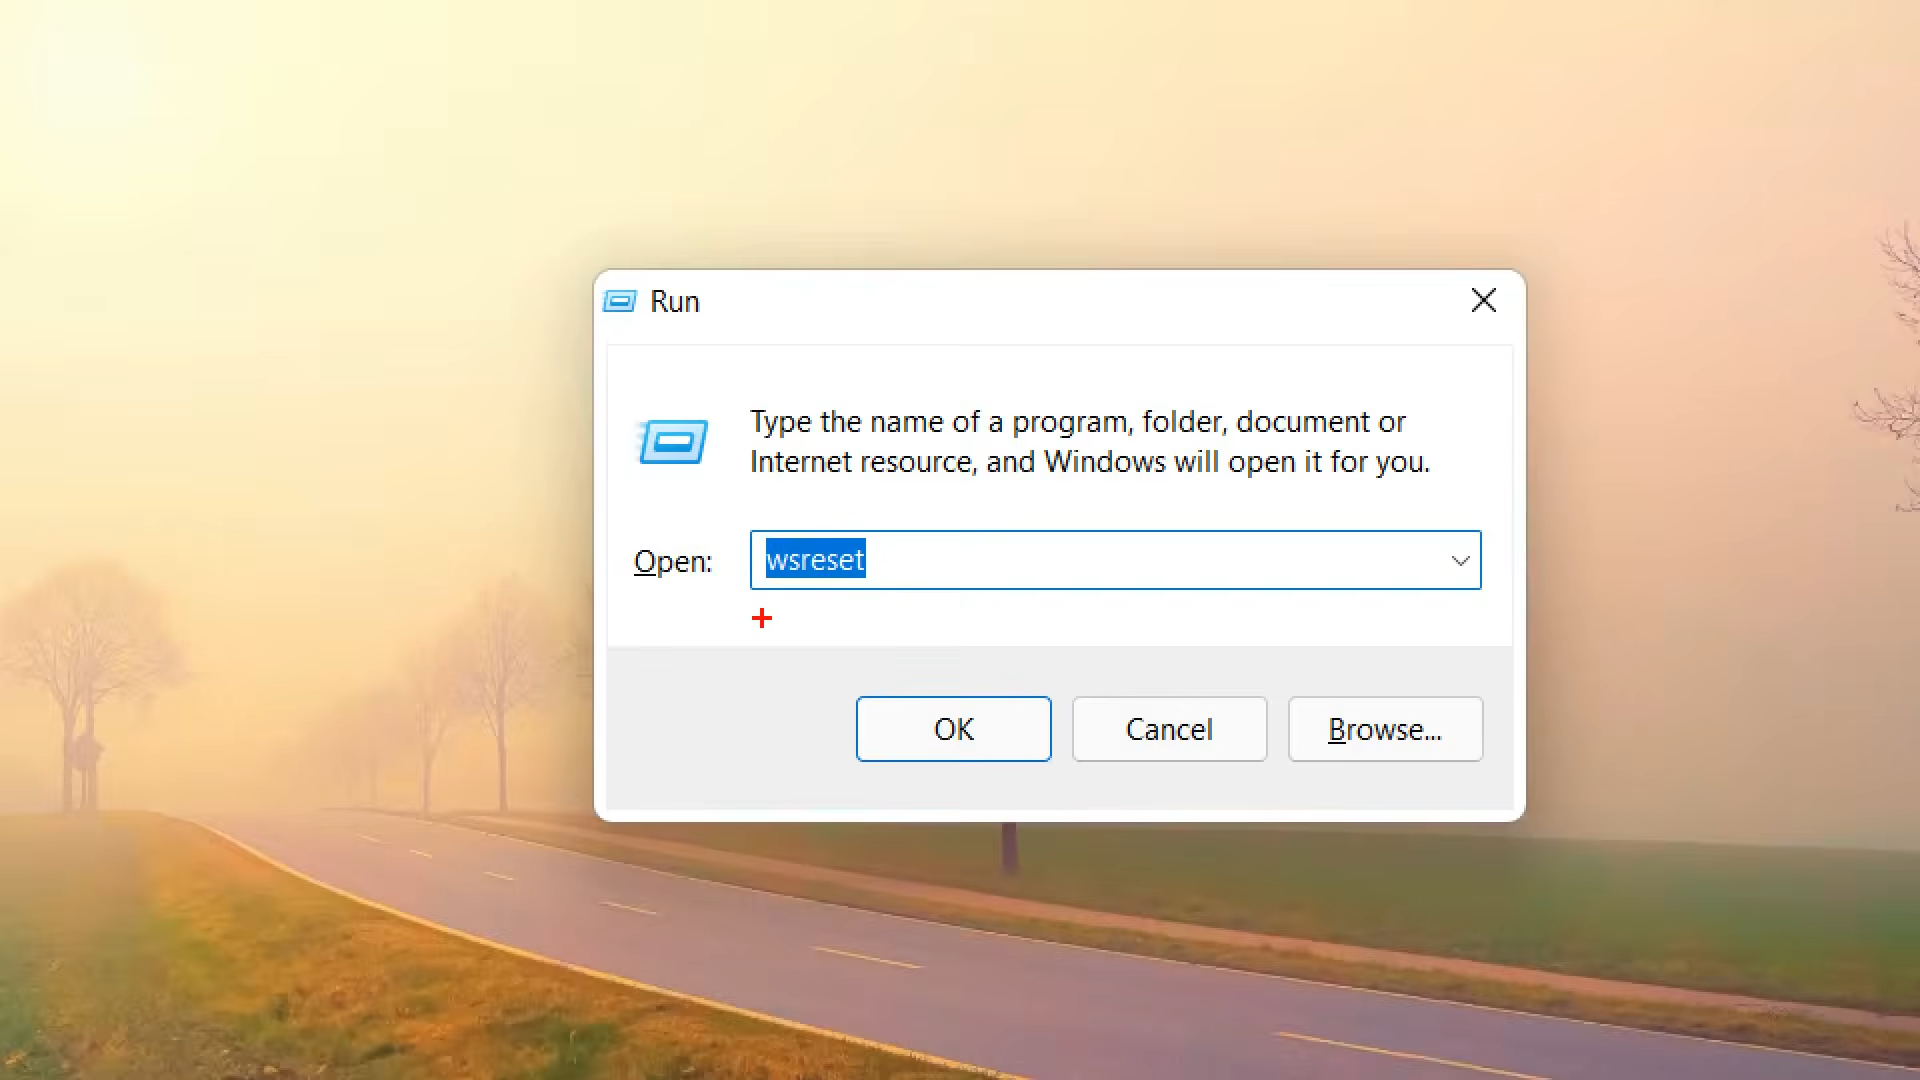 Run
Type the name of a program, folder, document or
Internet resource, and Windows will open it for you.
Open:
wsreset
OK
Cancel
Browse...